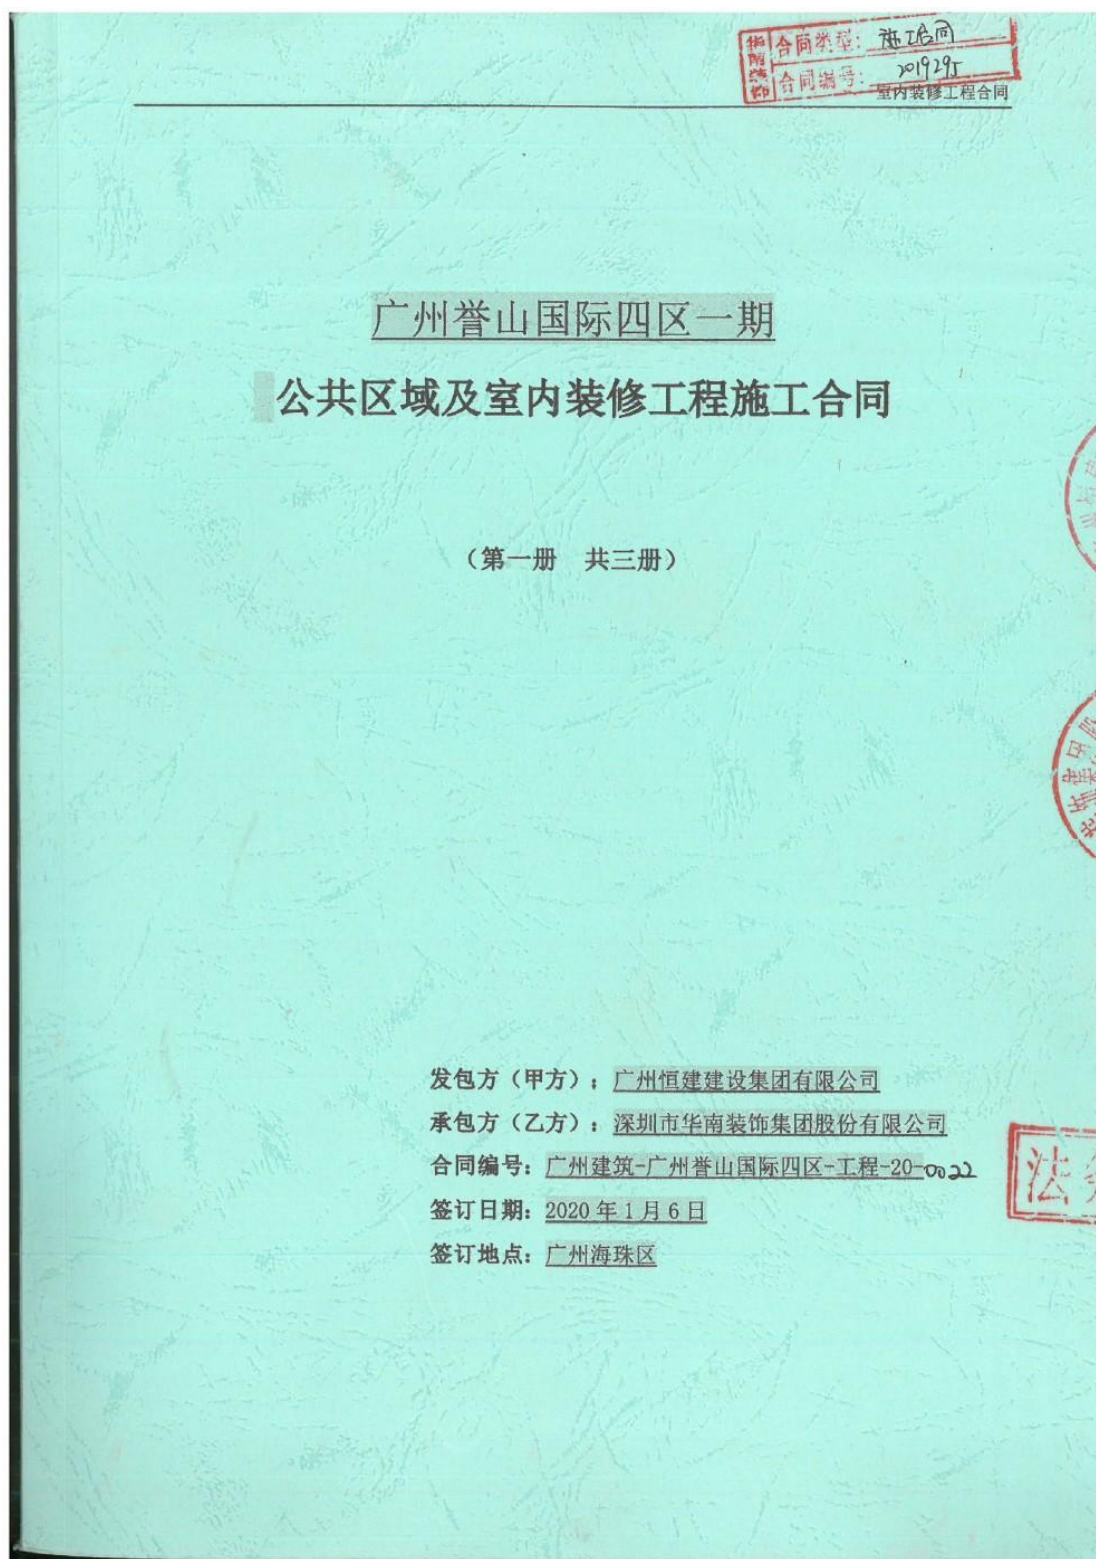 华南装饰
合同类型：施工合同
合同编号：2019295
室内装修工程合同
广州誉山国际四区一期
公共区域及室内装修工程施工合同
（第一册 共三册）
发包方（甲方）：广州恒建建设集团有限公司
承包方（乙方）：深圳市华南装饰集团股份有限公司
合同编号：广州建筑-广州誉山国际四区-工程-20-0022
签订日期：2020年1月6日
签订地点：广州海珠区
法